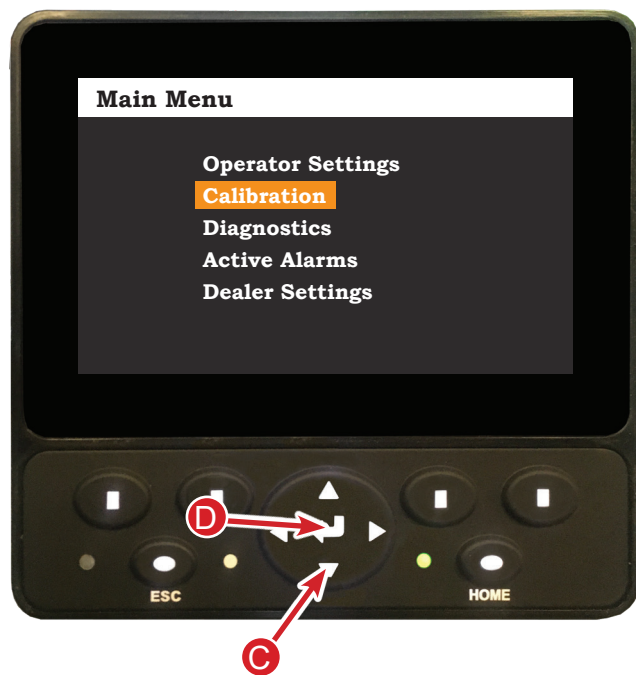 Main Menu
Operator Settings
Calibration
Diagnostics
Active Alarms
Dealer Settings
D
ESC
HOME
C